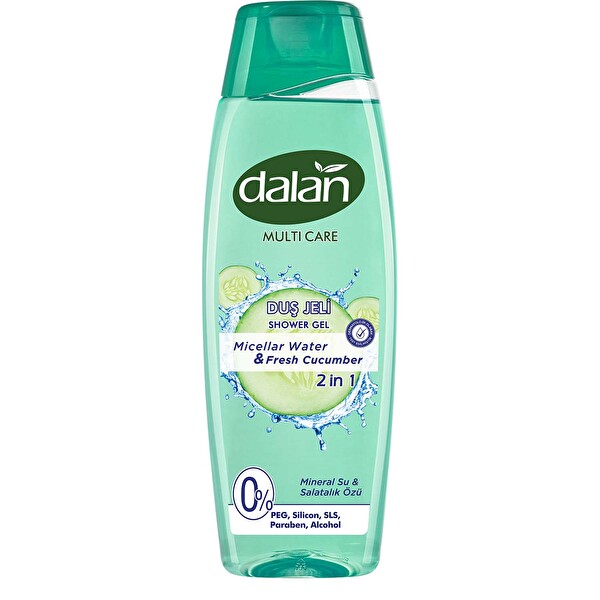 dalan
MULTI CARE
DUŞ JELİ
SHOWER GEL
Micellar Water
& Fresh Cucumber
2 in 1
Mineral Su &
Salatalık Özü
0%
PEG, Silicon, SLS,
Paraben, Alcohol